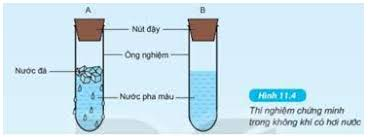 A
B
Nút đậy
Ống nghiệm
Nước đá
Nước pha màu
Hình 11.4
Thí nghiệm chứng minh
trong không khí có hơi nước